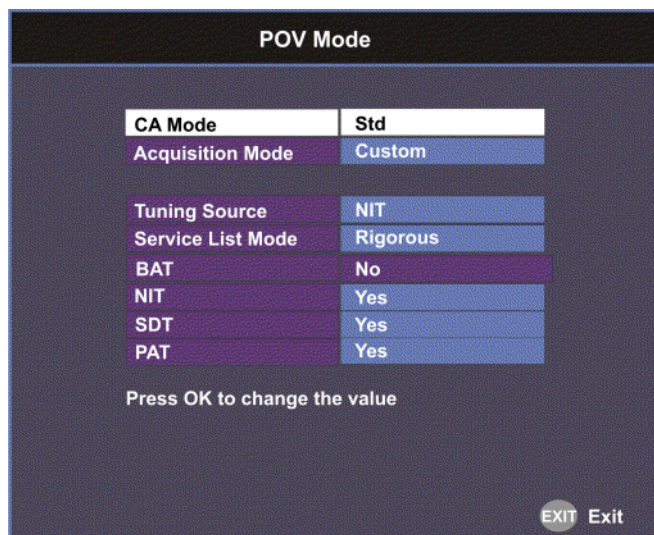 POV Mode
CA Mode Std
Acquisition Mode Custom
Tuning Source NIT
Service List Mode Rigorous
BAT No
NIT Yes
SDT Yes
PAT Yes
Press OK to change the value
EXIT Exit